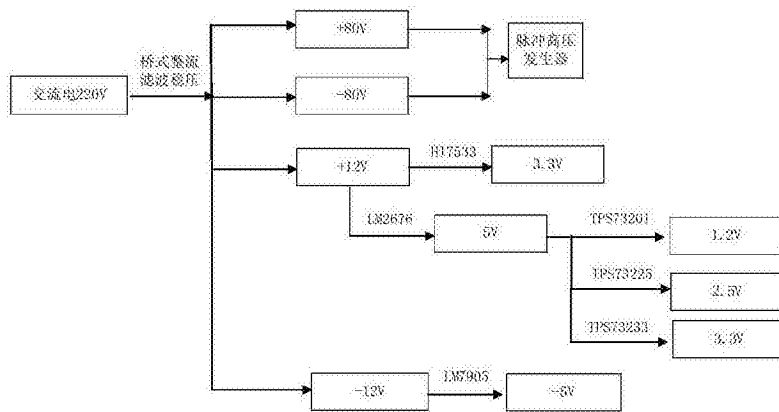 +80V
脉冲高压
发生器
桥式整流
滤波稳压
交流电220V
-80V
+12V
HT7533
3.3V
LM2676
5V
TPS73201
1.2V
TPS73225
2.5V
TPS73233
3.3V
-12V
LM7905
-5V